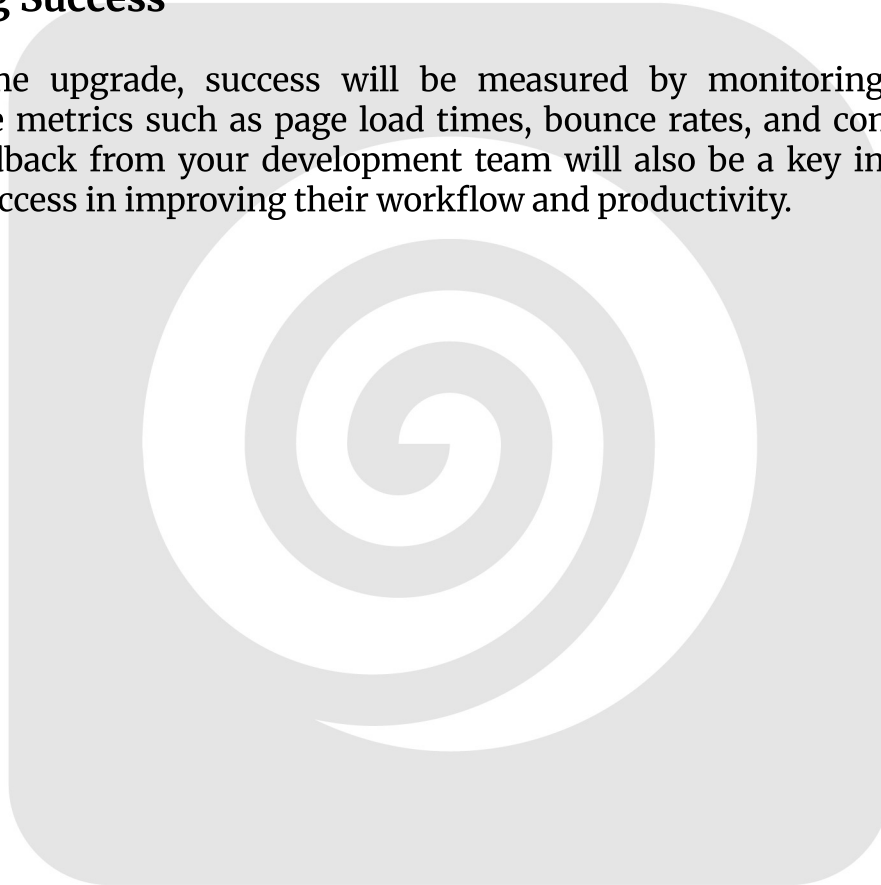 g Success
he upgrade, success will be measured by monitoring
e metrics such as page load times, bounce rates, and con
dback from your development team will also be a key in
ccess in improving their workflow and productivity.